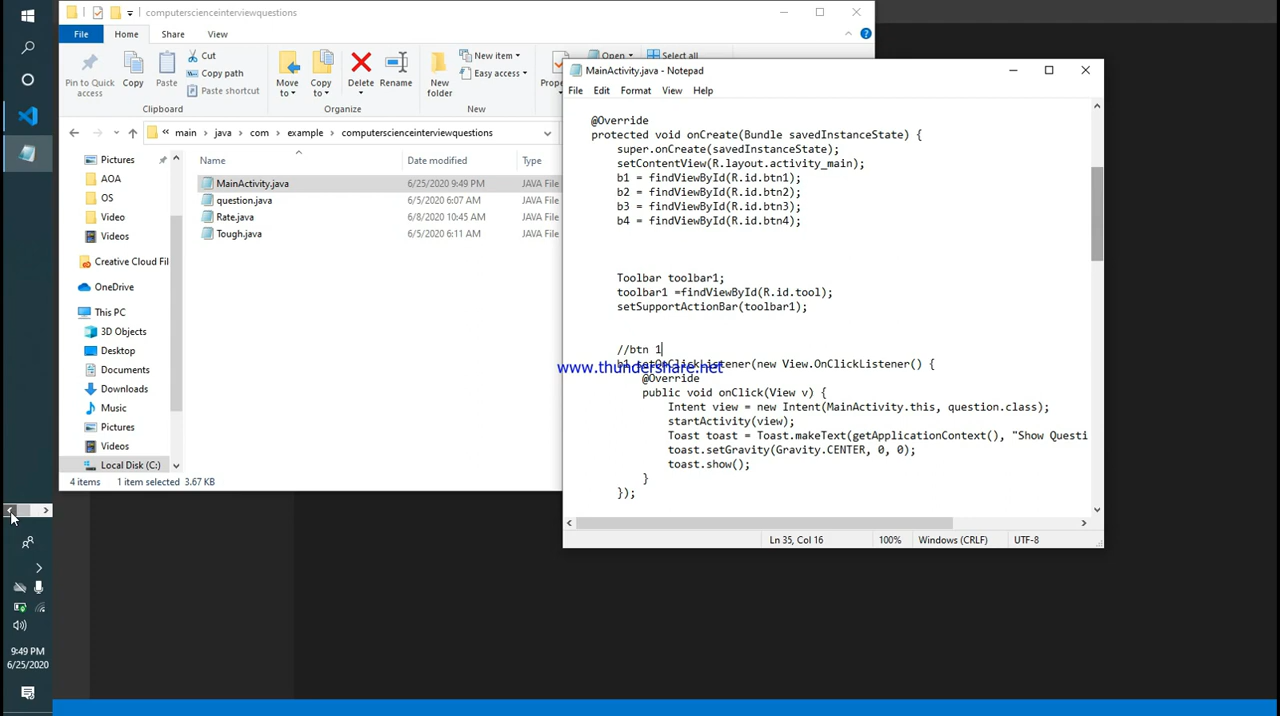 computerscienceinterviewquestions
File Home Share View
Pin to Quick access
Copy
Paste
Cut
Copy path
Paste shortcut
Clipboard
Move to
Copy to
Delete
Rename
Organize
New folder
New item
Easy access
New
Open
Select all
« main › java › com › example › computerscienceinterviewquestions
Pictures
AOA
OS
Video
Videos
Creative Cloud Fil
OneDrive
This PC
3D Objects
Desktop
Documents
Downloads
Music
Pictures
Videos
Local Disk (C:)
Name Date modified Type
MainActivity.java 6/25/2020 9:49 PM JAVA File
question.java 6/5/2020 6:07 AM JAVA File
Rate.java 6/8/2020 10:45 AM JAVA File
Tough.java 6/5/2020 6:11 AM JAVA File
4 items 1 item selected 3.67 KB
MainActivity.java - Notepad
File Edit Format View Help
@Override
protected void onCreate(Bundle savedInstanceState) {
super.onCreate(savedInstanceState);
setContentView(R.layout.activity_main);
b1 = findViewById(R.id.btn1);
b2 = findViewById(R.id.btn2);
b3 = findViewById(R.id.btn3);
b4 = findViewById(R.id.btn4);
Toolbar toolbar1;
toolbar1 =findViewById(R.id.tool);
setSupportActionBar(toolbar1);
//btn 1
b1.setOnClickListener(new View.OnClickListener() {
www.thundershare.net
@Override
public void onClick(View v) {
Intent view = new Intent(MainActivity.this, question.class);
startActivity(view);
Toast toast = Toast.makeText(getApplicationContext(), "Show Questi
toast.setGravity(Gravity.CENTER, 0, 0);
toast.show();
}
});
Ln 35, Col 16 100% Windows (CRLF) UTF-8
9:49 PM
6/25/2020